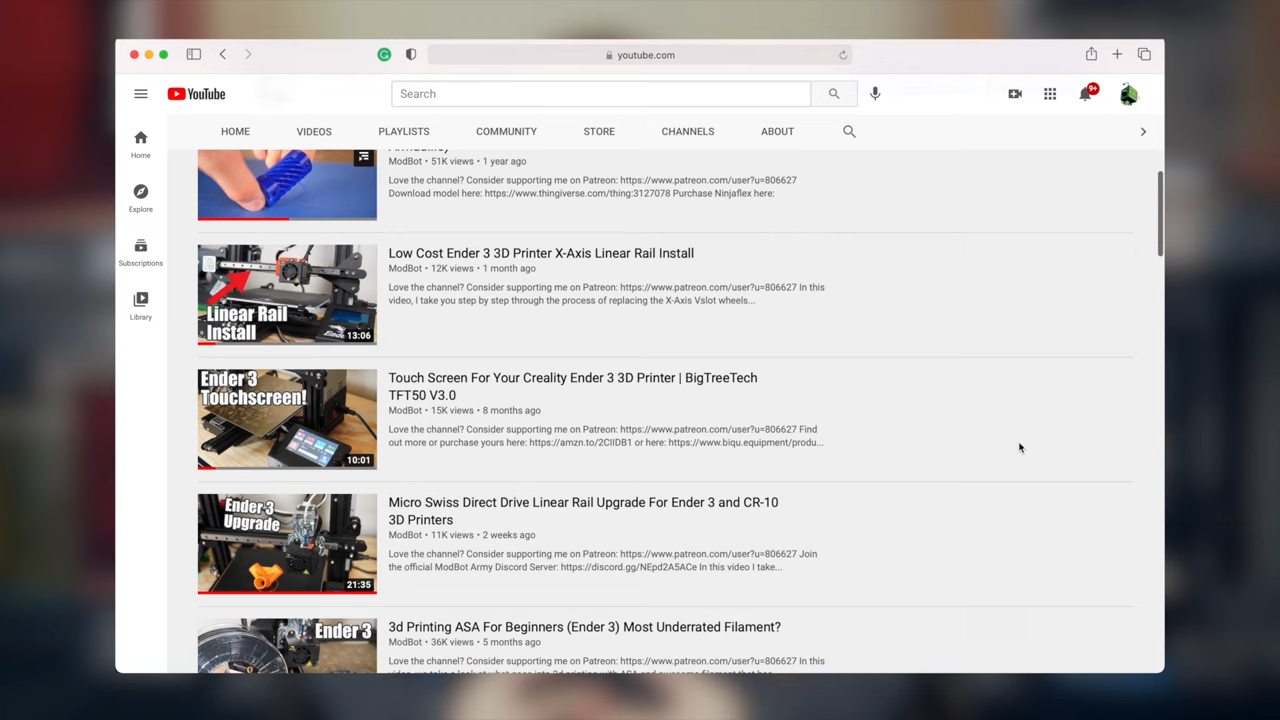 youtube.com
YouTube
Search
9+
HOME VIDEOS PLAYLISTS COMMUNITY STORE CHANNELS ABOUT
Home
Explore
Subscriptions
Library
ModBot • 51K views • 1 year ago
Love the channel? Consider supporting me on Patreon: https://www.patreon.com/user?u=806627
Download model here: https://www.thingiverse.com/thing:3127078 Purchase Ninjaflex here:
Linear Rail
Install
13:06
Low Cost Ender 3 3D Printer X-Axis Linear Rail Install
ModBot • 12K views • 1 month ago
Love the channel? Consider supporting me on Patreon: https://www.patreon.com/user?u=806627 In this
video, I take you step by step through the process of replacing the X-Axis Vslot wheels...
Ender 3
Touchscreen!
10:01
Touch Screen For Your Creality Ender 3 3D Printer | BigTreeTech
TFT50 V3.0
ModBot • 15K views • 8 months ago
Love the channel? Consider supporting me on Patreon: https://www.patreon.com/user?u=806627 Find
out more or purchase yours here: https://amzn.to/2CIIDB1 or here: https://www.biqu.equipment/produ...
Ender 3
Upgrade
21:35
Micro Swiss Direct Drive Linear Rail Upgrade For Ender 3 and CR-10
3D Printers
ModBot • 11K views • 2 weeks ago
Love the channel? Consider supporting me on Patreon: https://www.patreon.com/user?u=806627 Join
the official ModBot Army Discord Server: https://discord.gg/NEpd2A5ACe In this video I take...
Ender 3
3d Printing ASA For Beginners (Ender 3) Most Underrated Filament?
ModBot • 36K views • 5 months ago
Love the channel? Consider supporting me on Patreon: https://www.patreon.com/user?u=806627 In this